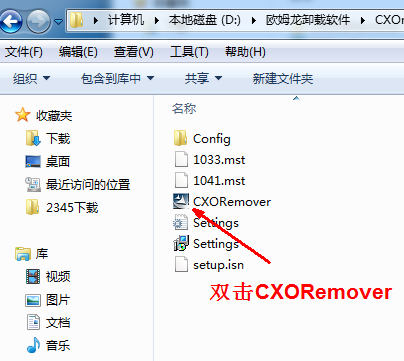 计算机 ▸ 本地磁盘 (D:) ▸ 欧姆龙卸载软件 ▸ CXOR
文件(F) 编辑(E) 查看(V) 工具(T) 帮助(H)
组织 包含到库中 共享 新建文件夹
名称
收藏夹
下载
桌面
最近访问的位置
2345下载
库
视频
图片
文档
音乐
Config
1033.mst
1041.mst
CXORemover
Settings
Settings
setup.isn
双击CXORemover